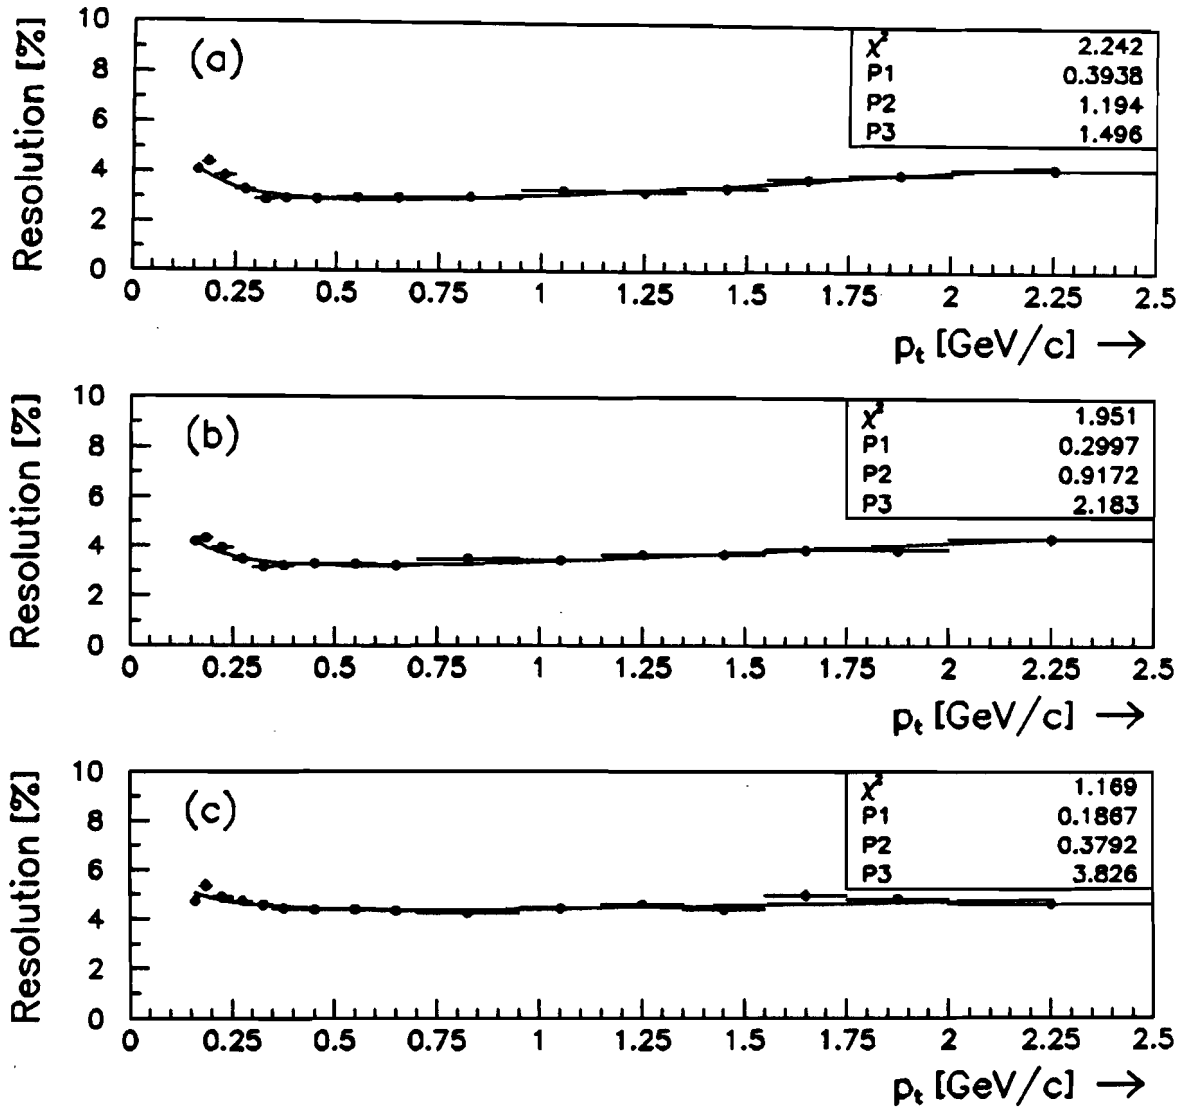 (a)
Resolution [%]
10
8
6
4
2
0
χ² 2.242
P1 0.3938
P2 1.194
P3 1.496
0 0.25 0.5 0.75 1 1.25 1.5 1.75 2 2.25 2.5
pₜ [GeV/c] →
(b)
Resolution [%]
10
8
6
4
2
0
χ² 1.951
P1 0.2997
P2 0.9172
P3 2.183
0 0.25 0.5 0.75 1 1.25 1.5 1.75 2 2.25 2.5
pₜ [GeV/c] →
(c)
Resolution [%]
10
8
6
4
2
0
χ² 1.169
P1 0.1867
P2 0.3792
P3 3.826
0 0.25 0.5 0.75 1 1.25 1.5 1.75 2 2.25 2.5
pₜ [GeV/c] →